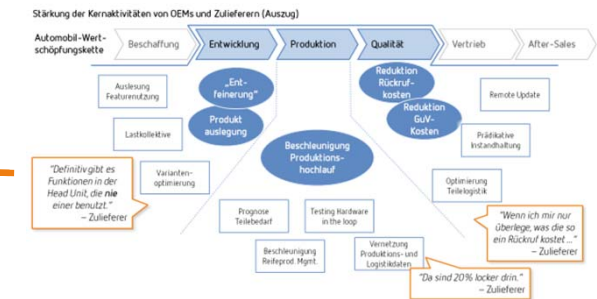 Stärkung der Kernaktivitäten von OEMs und Zulieferern (Auszug)
Automobil-Wert-
schöpfungskette
Beschaffung
Entwicklung
Produktion
Qualität
Vertrieb
After-Sales
Auslesung
Featurenutzung
„Ent-
feinerung"
Reduktion
Rückruf-
kosten
Remote Update
Lastkollektive
Produkt
auslegung
Reduktion
GuV-
Kosten
Prädikative
Instandhaltung
Varianten-
optimierung
Beschleunigung
Produktions-
hochlauf
Optimierung
Teilelogistik
"Definitiv gibt es
Funktionen in der
Head Unit, die nie
einer benutzt."
– Zulieferer
Prognose
Teilebedarf
Testing Hardware
in the loop
"Wenn ich mir nur
überlege, was die so
ein Rückruf kostet ..."
– Zulieferer
Beschleunigung
Reifeprod. Mgmt.
Vernetzung
Produktions- und
Logistikdaten
"Da sind 20% locker drin."
– Zulieferer